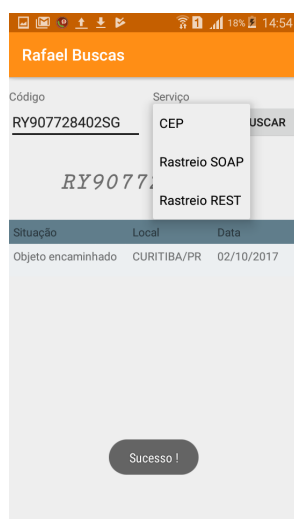 18% 14:54
Rafael Buscas
Código Serviço
RY907728402SG
CEP
USCAR
Rastreio SOAP
RY907
Rastreio REST
Situação Local Data
Objeto encaminhado CURITIBA/PR 02/10/2017
Sucesso !